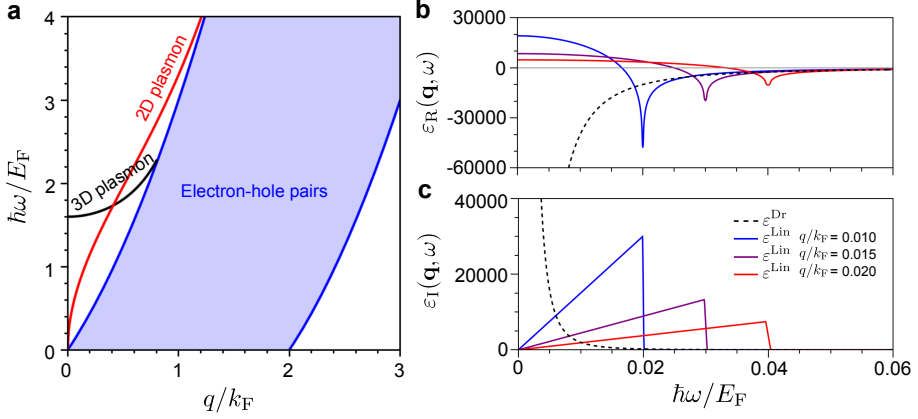 a
4
3
2
1
0
ħω/E_F
2D plasmon
3D plasmon
Electron-hole pairs
0
1
2
3
q/k_F
b
30000
0
-30000
-60000
ε_R(q, ω)
c
40000
20000
0
ε_I(q, ω)
ε^Dr
ε^Lin q/k_F = 0.010
ε^Lin q/k_F = 0.015
ε^Lin q/k_F = 0.020
0
0.02
0.04
0.06
ħω/E_F